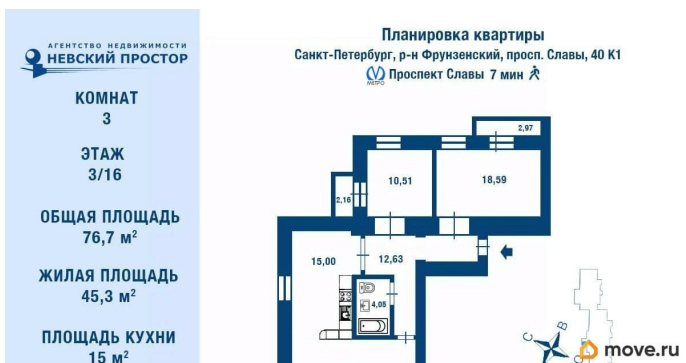 АГЕНТСТВО НЕДВИЖИМОСТИ
НЕВСКИЙ ПРОСТОР
КОМНАТ
3
ЭТАЖ
3/16
ОБЩАЯ ПЛОЩАДЬ
76,7 м²
ЖИЛАЯ ПЛОЩАДЬ
45,3 м²
ПЛОЩАДЬ КУХНИ
15 м²
Планировка квартиры
Санкт-Петербург, р-н Фрунзенский, просп. Славы, 40 К1
МЕТРО Проспект Славы 7 мин
2,97
10,51
18,59
2,16
15,00
12,63
4,05
В
С
move.ru